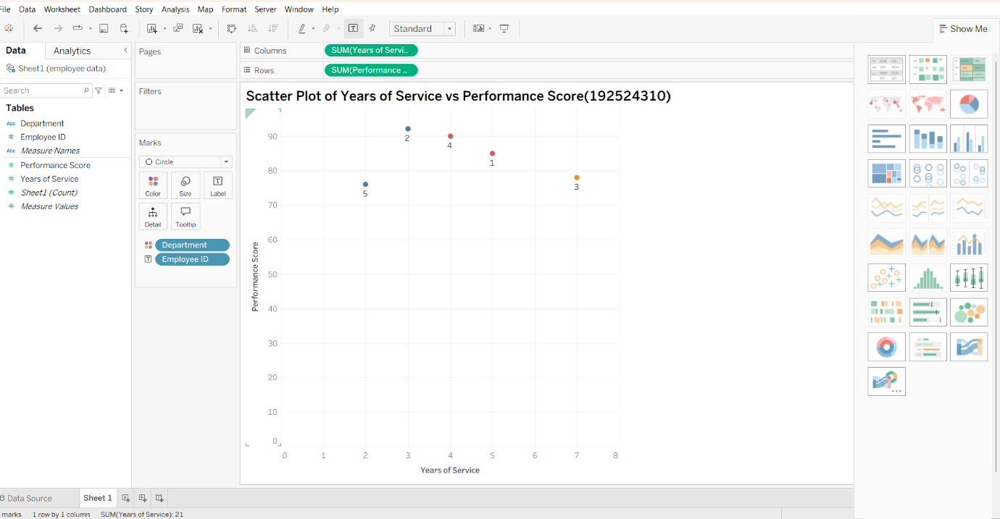 File Data Worksheet Dashboard Story Analysis Map Format Server Window Help
Standard
Show Me
Data Analytics
Sheet1 (employee data)
Search
Tables
Abc Department
# Employee ID
Abc Measure Names
# Performance Score
# Years of Service
# Sheet1 (Count)
# Measure Values
Pages
Filters
Marks
Circle
Color Size Label
Detail Tooltip
Department
Employee ID
Columns SUM(Years of Servi..
Rows SUM(Performance ..
Scatter Plot of Years of Service vs Performance Score(192524310)
Performance Score
90
80
70
60
50
40
30
20
10
0
2
4
1
3
5
0 1 2 3 4 5 6 7 8
Years of Service
Data Source Sheet 1
marks 1 row by 1 column SUM(Years of Service): 21